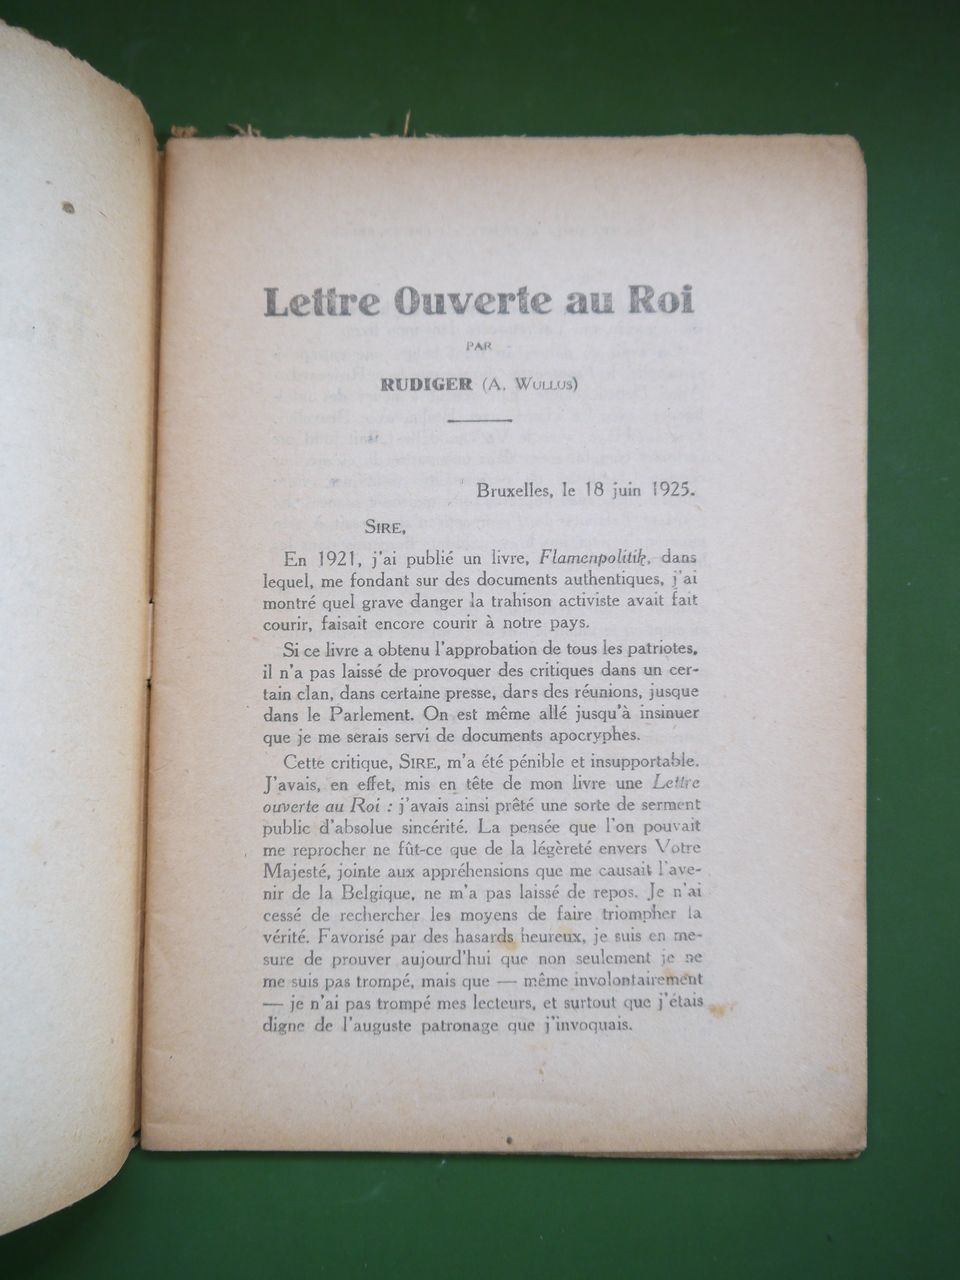 Lettre Ouverte au Roi
PAR
RUDIGER (A. WULLUS)
Bruxelles, le 18 juin 1925.
SIRE,
En 1921, j'ai publié un livre, Flamenpolitik, dans
lequel, me fondant sur des documents authentiques, j'ai
montré quel grave danger la trahison activiste avait fait
courir, faisait encore courir à notre pays.
Si ce livre a obtenu l'approbation de tous les patriotes,
il n'a pas laissé de provoquer des critiques dans un cer-
tain clan, dans certaine presse, dars des réunions, jusque
dans le Parlement. On est même allé jusqu'à insinuer
que je me serais servi de documents apocryphes.
Cette critique, SIRE, m'a été pénible et insupportable.
J'avais, en effet, mis en tête de mon livre une Lettre
ouverte au Roi : j'avais ainsi prêté une sorte de serment
public d'absolue sincérité. La pensée que l'on pouvait
me reprocher ne fût-ce que de la légèreté envers Votre
Majesté, jointe aux appréhensions que me causait l'ave-
nir de la Belgique, ne m'a pas laissé de repos. Je n'ai
cessé de rechercher les moyens de faire triompher la
vérité. Favorisé par des hasards heureux, je suis en me-
sure de prouver aujourd'hui que non seulement je ne
me suis pas trompé, mais que — même involontairement
— je n'ai pas trompé mes lecteurs, et surtout que j'étais
digne de l'auguste patronage que j'invoquais.